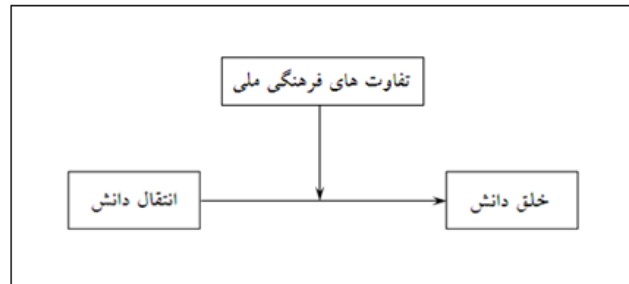 تفاوت های فرهنگی ملی
خلق دانش
انتقال دانش